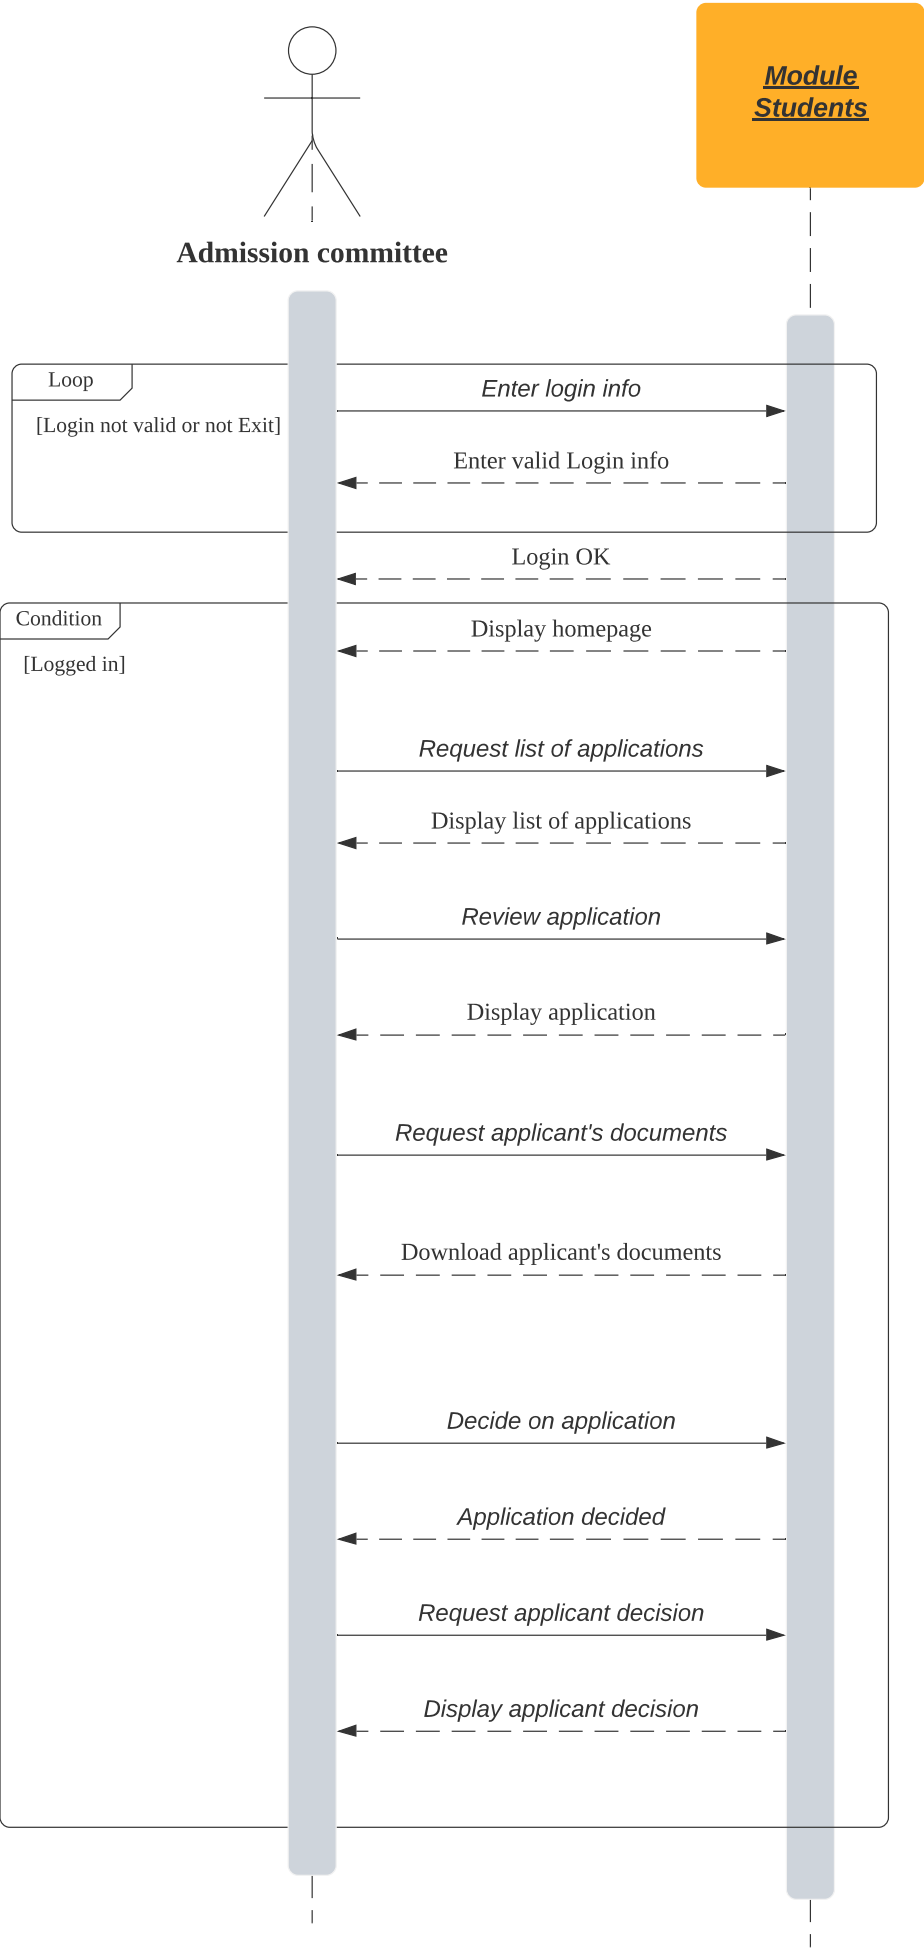 Module
Students
Admission committee
Loop
Enter login info
[Login not valid or not Exit]
Enter valid Login info
Login OK
Condition
Display homepage
[Logged in]
Request list of applications
Display list of applications
Review application
Display application
Request applicant's documents
Download applicant's documents
Decide on application
Application decided
Request applicant decision
Display applicant decision